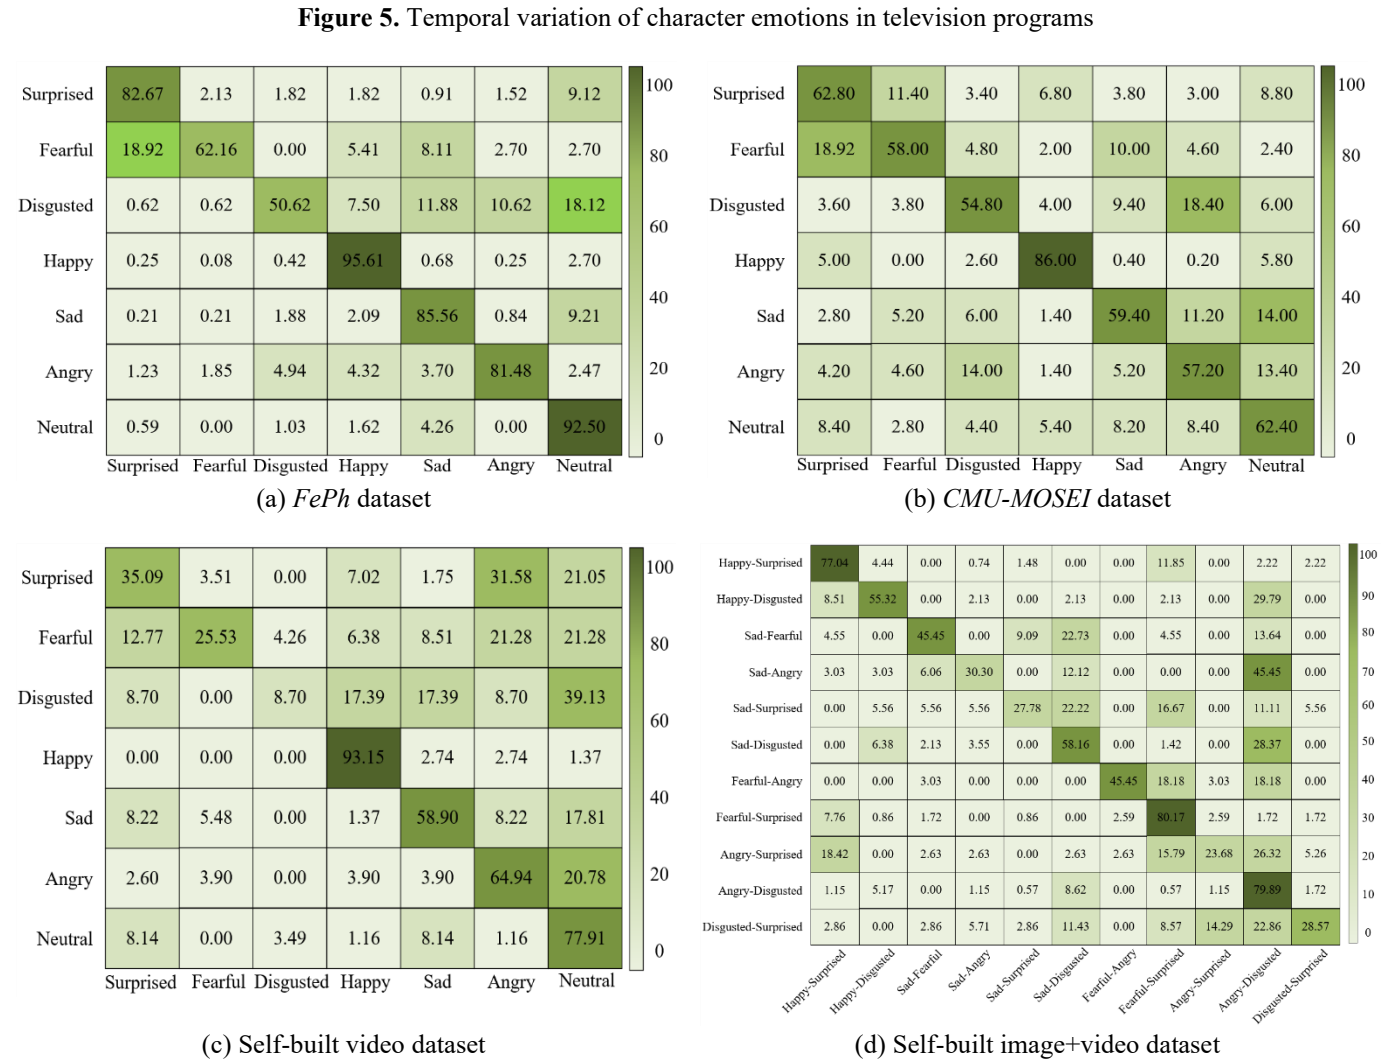 Figure 5. Temporal variation of character emotions in television programs
Surprised 82.67 2.13 1.82 1.82 0.91 1.52 9.12
Fearful 18.92 62.16 0.00 5.41 8.11 2.70 2.70
Disgusted 0.62 0.62 50.62 7.50 11.88 10.62 18.12
Happy 0.25 0.08 0.42 95.61 0.68 0.25 2.70
Sad 0.21 0.21 1.88 2.09 85.56 0.84 9.21
Angry 1.23 1.85 4.94 4.32 3.70 81.48 2.47
Neutral 0.59 0.00 1.03 1.62 4.26 0.00 92.50
Surprised Fearful Disgusted Happy Sad Angry Neutral
100
80
60
40
20
0
(a) FePh dataset
Surprised 62.80 11.40 3.40 6.80 3.80 3.00 8.80
Fearful 18.92 58.00 4.80 2.00 10.00 4.60 2.40
Disgusted 3.60 3.80 54.80 4.00 9.40 18.40 6.00
Happy 5.00 0.00 2.60 86.00 0.40 0.20 5.80
Sad 2.80 5.20 6.00 1.40 59.40 11.20 14.00
Angry 4.20 4.60 14.00 1.40 5.20 57.20 13.40
Neutral 8.40 2.80 4.40 5.40 8.20 8.40 62.40
Surprised Fearful Disgusted Happy Sad Angry Neutral
100
80
60
40
20
0
(b) CMU-MOSEI dataset
Surprised 35.09 3.51 0.00 7.02 1.75 31.58 21.05
Fearful 12.77 25.53 4.26 6.38 8.51 21.28 21.28
Disgusted 8.70 0.00 8.70 17.39 17.39 8.70 39.13
Happy 0.00 0.00 0.00 93.15 2.74 2.74 1.37
Sad 8.22 5.48 0.00 1.37 58.90 8.22 17.81
Angry 2.60 3.90 0.00 3.90 3.90 64.94 20.78
Neutral 8.14 0.00 3.49 1.16 8.14 1.16 77.91
Surprised Fearful Disgusted Happy Sad Angry Neutral
100
80
60
40
20
0
(c) Self-built video dataset
Happy-Surprised 77.04 4.44 0.00 0.74 1.48 0.00 0.00 11.85 0.00 2.22 2.22
Happy-Disgusted 8.51 55.32 0.00 2.13 0.00 2.13 0.00 2.13 0.00 29.79 0.00
Sad-Fearful 4.55 0.00 45.45 0.00 9.09 22.73 0.00 4.55 0.00 13.64 0.00
Sad-Angry 3.03 3.03 6.06 30.30 0.00 12.12 0.00 0.00 0.00 45.45 0.00
Sad-Surprised 0.00 5.56 5.56 5.56 27.78 22.22 0.00 16.67 0.00 11.11 5.56
Sad-Disgusted 0.00 6.38 2.13 3.55 0.00 58.16 0.00 1.42 0.00 28.37 0.00
Fearful-Angry 0.00 0.00 3.03 0.00 0.00 0.00 45.45 18.18 3.03 18.18 0.00
Fearful-Surprised 7.76 0.86 1.72 0.00 0.86 0.00 2.59 80.17 2.59 1.72 1.72
Angry-Surprised 18.42 0.00 2.63 2.63 0.00 2.63 2.63 15.79 23.68 26.32 5.26
Angry-Disgusted 1.15 5.17 0.00 1.15 0.57 8.62 0.00 0.57 1.15 79.89 1.72
Disgusted-Surprised 2.86 0.00 2.86 5.71 2.86 11.43 0.00 8.57 14.29 22.86 28.57
Happy-Surprised Happy-Disgusted Sad-Fearful Sad-Angry Sad-Surprised Sad-Disgusted Fearful-Angry Fearful-Surprised Angry-Surprised Angry-Disgusted Disgusted-Surprised
100
90
80
70
60
50
40
30
20
10
0
(d) Self-built image+video dataset